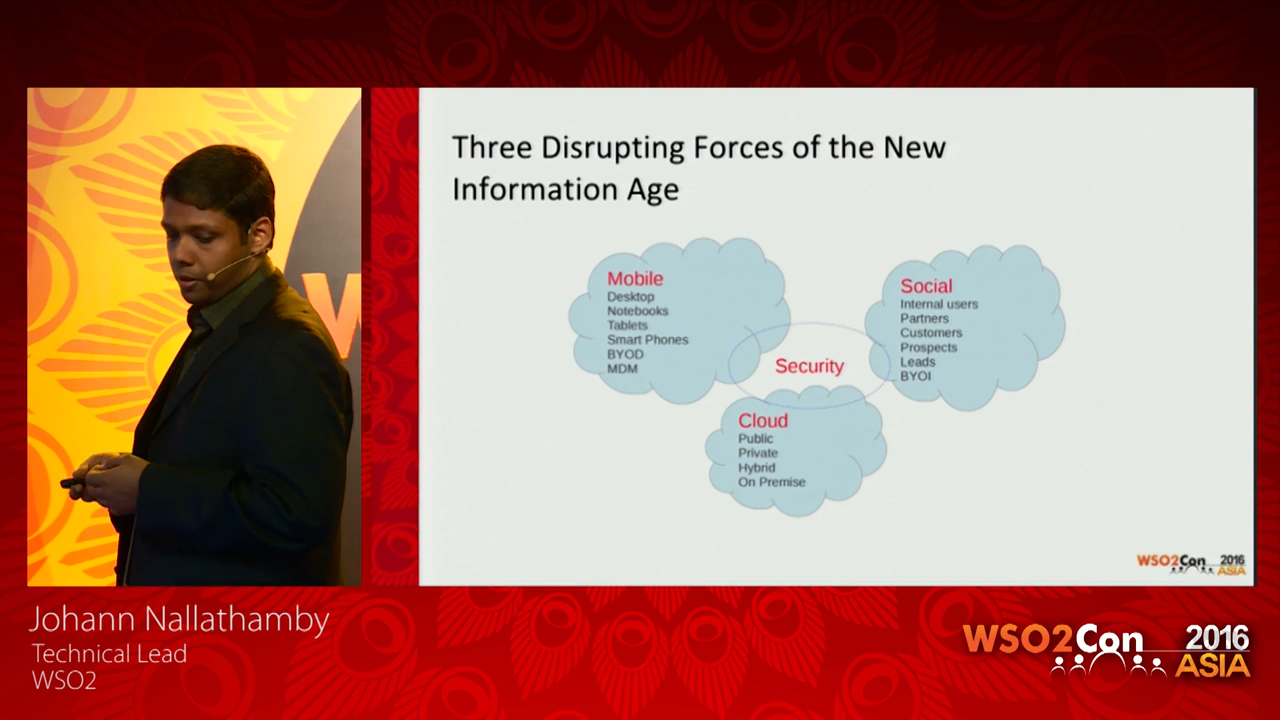 Three Disrupting Forces of the New
Information Age
Mobile
Desktop
Notebooks
Tablets
Smart Phones
BYOD
MDM
Social
Internal users
Partners
Customers
Prospects
Leads
BYOI
Security
Cloud
Public
Private
Hybrid
On Premise
WSO2Con 2016
ASIA
W
Johann Nallathamby
Technical Lead
WSO2
WSO2Con 2016
ASIA